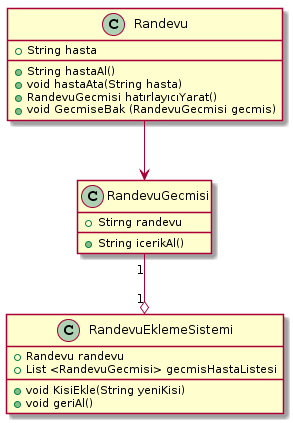 C Randevu
String hasta
String hastaAl()
void hastaAta(String hasta)
RandevuGecmisi hatırlayıcıYarat()
void GecmiseBak (RandevuGecmisi gecmis)
C RandevuGecmisi
Stirng randevu
String icerikAl()
1
1
C RandevuEklemeSistemi
Randevu randevu
List <RandevuGecmisi> gecmisHastaListesi
void KisiEkle(String yeniKisi)
void geriAl()